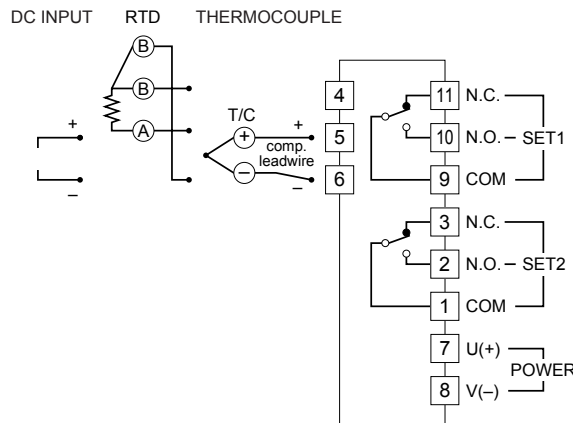 DC INPUT RTD THERMOCOUPLE
B
B
A
+
–
T/C
+
–
+
comp.
leadwire
–
4
5
6
11 N.C.
10 N.O. SET1
9 COM
3 N.C.
2 N.O. SET2
1 COM
7 U(+)
POWER
8 V(–)